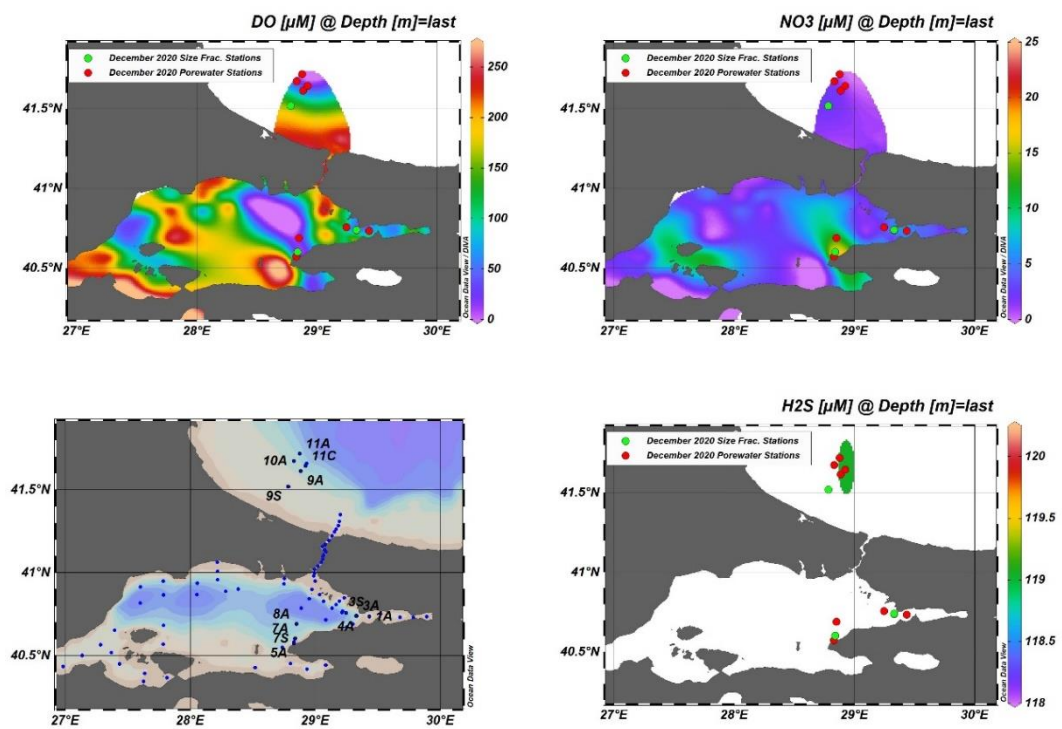 DO [µM] @ Depth [m]=last
December 2020 Size Frac. Stations
December 2020 Porewater Stations
41.5°N
41°N
40.5°N
27°E
28°E
29°E
30°E
250
200
150
100
50
0
Ocean Data View / DIVA
NO3 [µM] @ Depth [m]=last
December 2020 Size Frac. Stations
December 2020 Porewater Stations
41.5°N
41°N
40.5°N
27°E
28°E
29°E
30°E
25
20
15
10
5
0
Ocean Data View / DIVA
11A
10A
11C
9A
9S
41.5°N
41°N
40.5°N
8A
3S
3A
1A
7A
4A
7S
5A
27°E
28°E
29°E
30°E
Ocean Data View
H2S [µM] @ Depth [m]=last
December 2020 Size Frac. Stations
December 2020 Porewater Stations
41.5°N
41°N
40.5°N
27°E
28°E
29°E
30°E
120
119.5
119
118.5
118
Ocean Data View